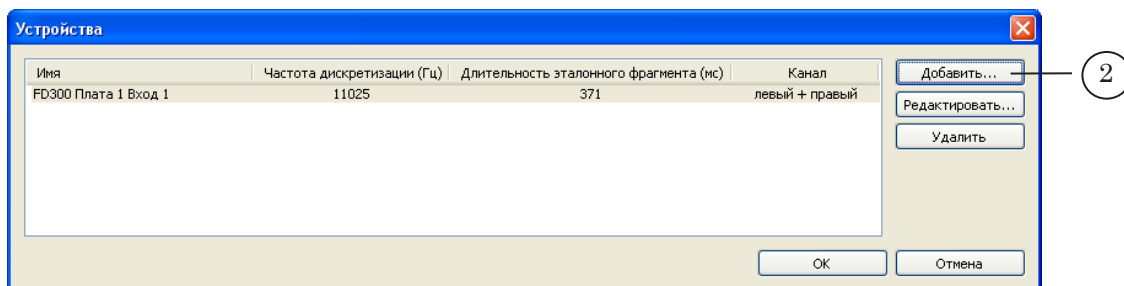 Устройства
Имя Частота дискретизации (Гц) Длительность эталонного фрагмента (мс) Канал
FD300 Плата 1 Вход 1 11025 371 левый + правый
Добавить...
2
Редактировать...
Удалить
ОК Отмена